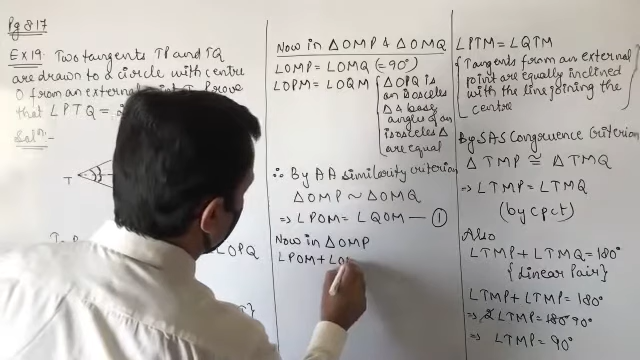 Pg 8.17
Ex 19. Two tangents TP and TQ
are drawn to a circle with centre
O from an external point T. Prove
that ∠PTQ = 2
Solⁿ:-
T
∠OPQ
Now in △OMP & △OMQ
∠OMP = ∠OMQ (= 90°)
∠OPM = ∠OQM { △OPQ is
an isosceles
△ & base
angles of an
isosceles △
are equal
∴ By AA similarity criterion
△OMP ~ △OMQ
⇒ ∠POM = ∠QOM — ①
Now in △OMP
∠POM + ∠O
∠PTM = ∠QTM
{ Tangents from an external
point are equally inclined
with the line joining the
centre }
By SAS Congruence Criterion
△TMP ≅ △TMQ
⇒ ∠TMP = ∠TMQ
(by cpct)
Also
∠TMP + ∠TMQ = 180°
{Linear Pair}
∠TMP + ∠TMP = 180°
⇒ 2 ∠TMP = 180° 90°
⇒ ∠TMP = 90°